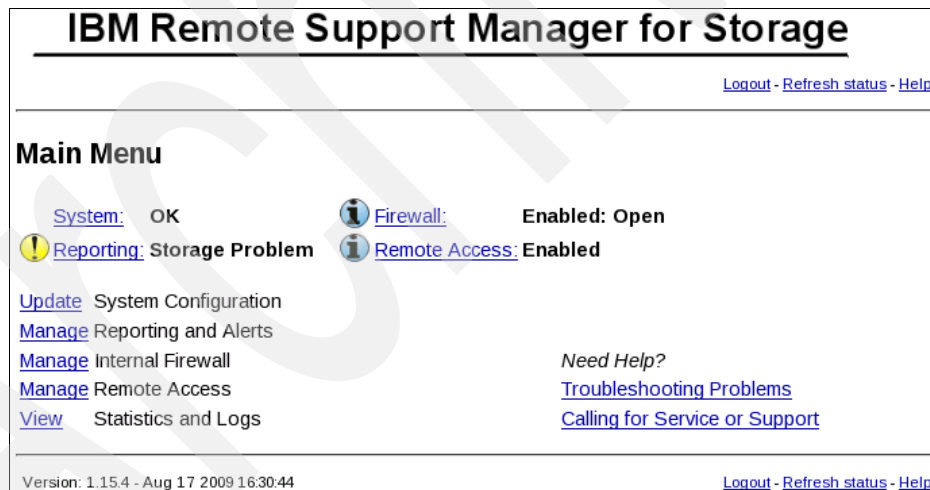 IBM Remote Support Manager for Storage
Logout - Refresh status - Help
Main Menu
System: OK Firewall: Enabled: Open
Reporting: Storage Problem Remote Access: Enabled
Update System Configuration
Manage Reporting and Alerts
Manage Internal Firewall Need Help?
Manage Remote Access Troubleshooting Problems
View Statistics and Logs Calling for Service or Support
Version: 1.15.4 - Aug 17 2009 16:30:44 Logout - Refresh status - Help